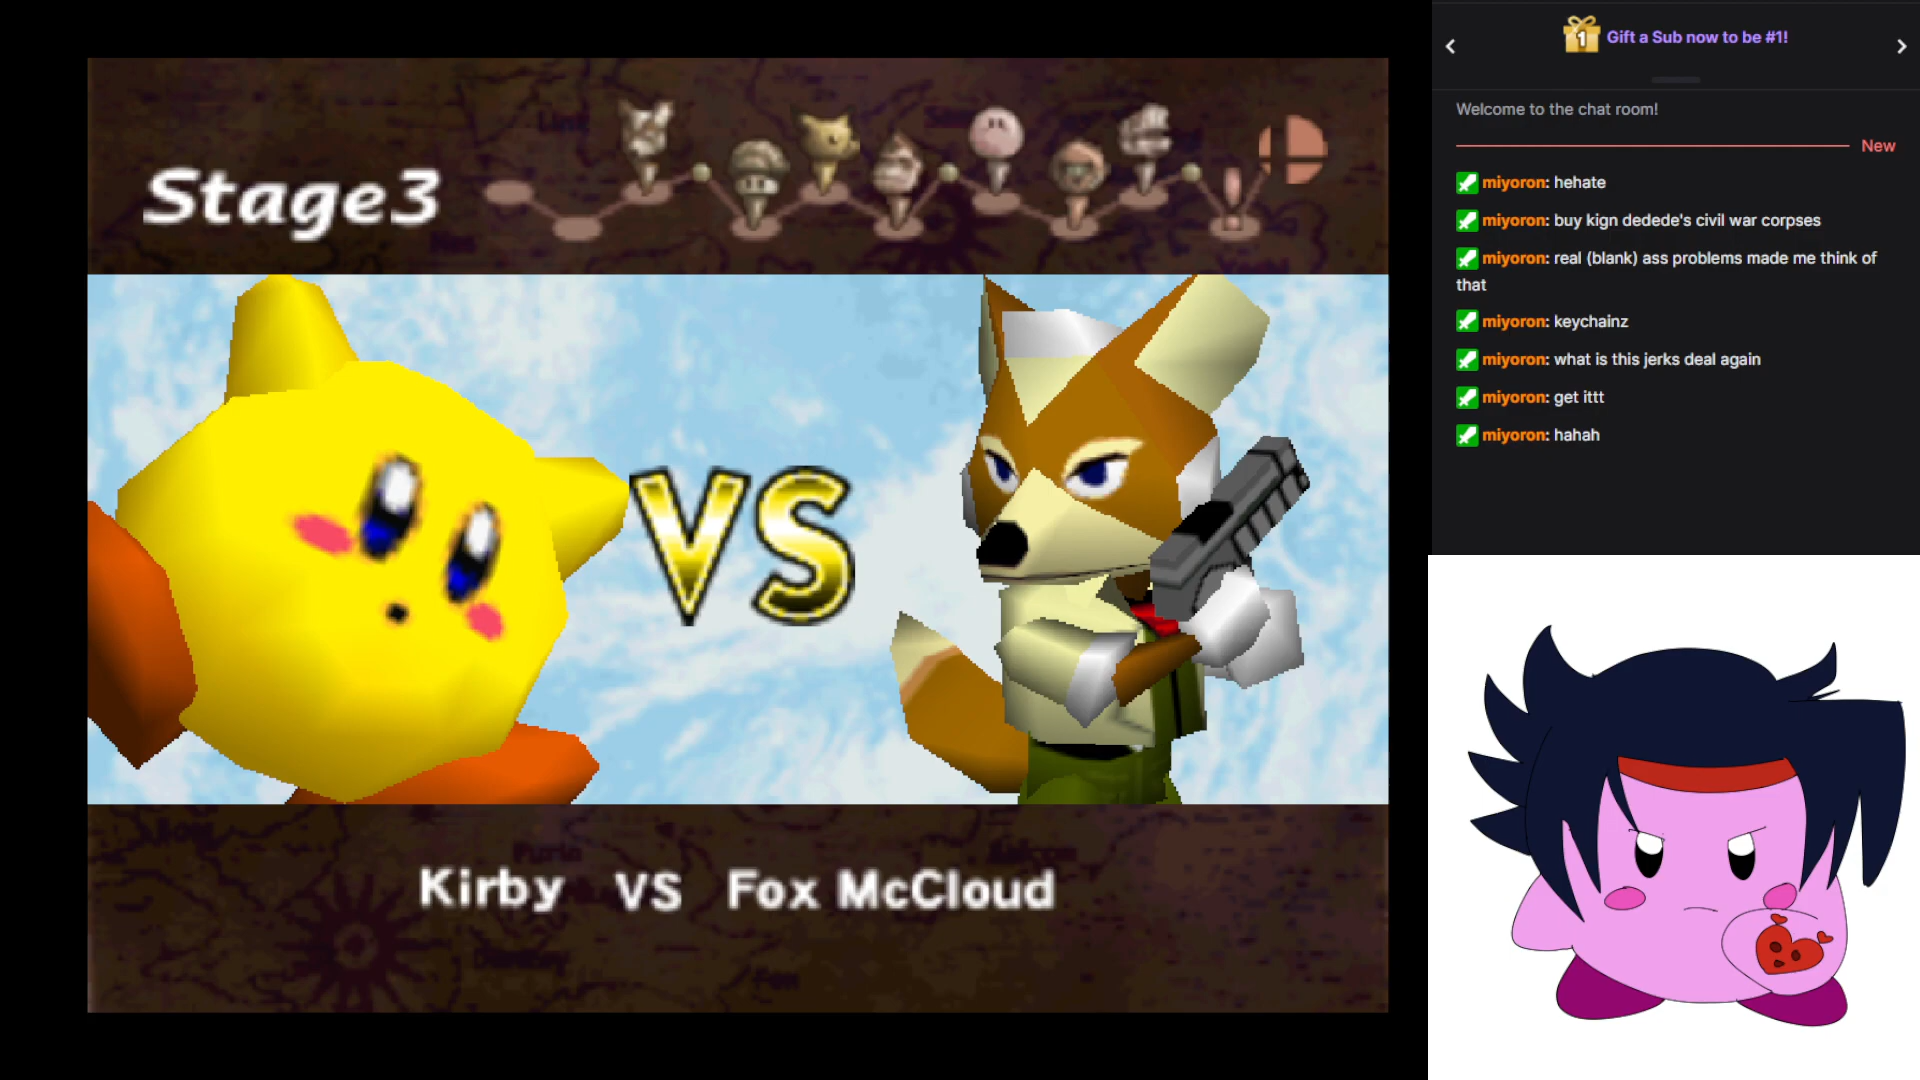 Stage3
VS
Kirby VS Fox McCloud
1
Gift a Sub now to be #1!
Welcome to the chat room!
New
miyoron: hehate
miyoron: buy kign dedede's civil war corpses
miyoron: real (blank) ass problems made me think of
that
miyoron: keychainz
miyoron: what is this jerks deal again
miyoron: get ittt
miyoron: hahah